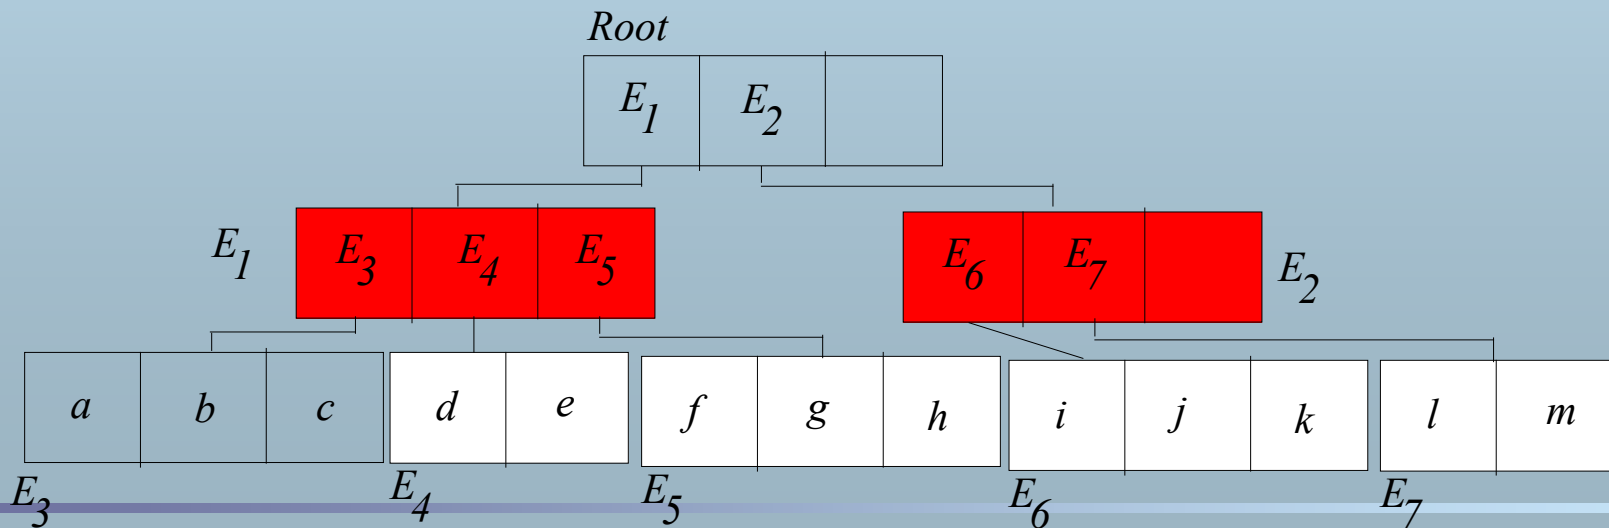 Root
E1 E2
E1 E3 E4 E5 E6 E7 E2
a b c d e f g h i j k l m
E3 E4 E5 E6 E7